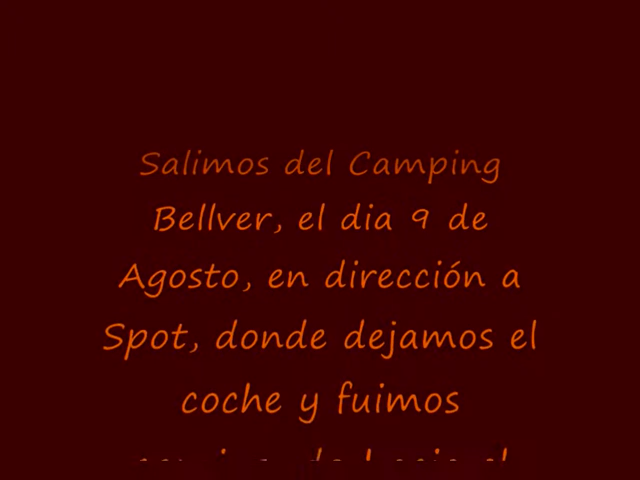 Salimos del Camping
Bellver, el dia 9 de
Agosto, en dirección a
Spot, donde dejamos el
coche y fuimos